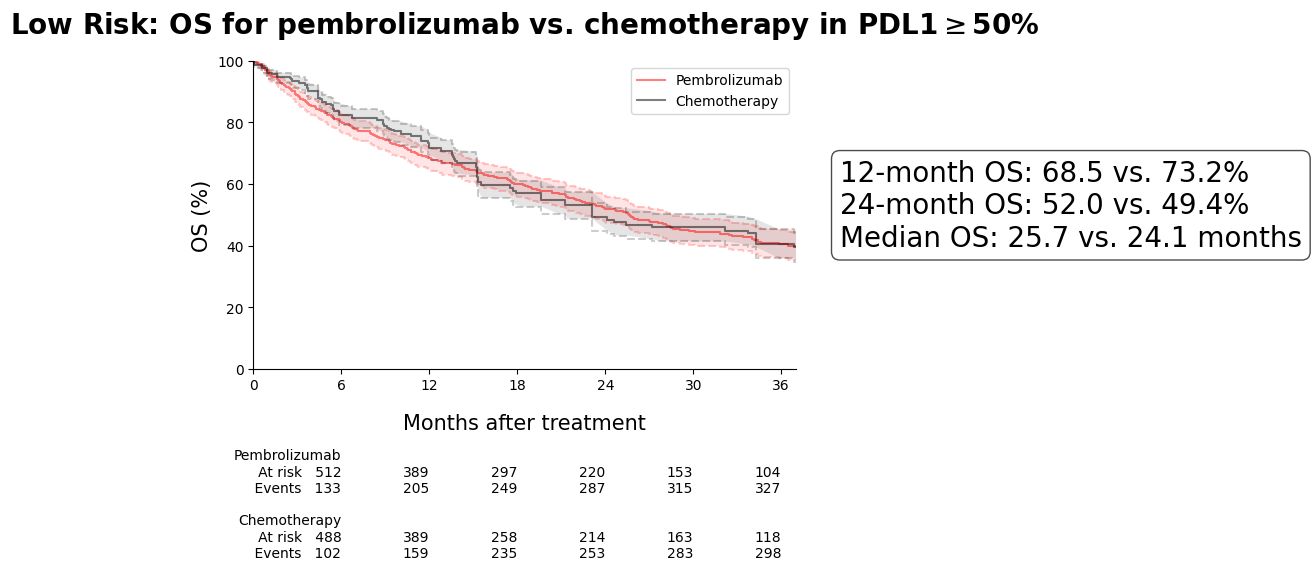 Low Risk: OS for pembrolizumab vs. chemotherapy in PDL1 ≥ 50%
100
80
60
40
20
0
OS (%)
Pembrolizumab
Chemotherapy
12-month OS: 68.5 vs. 73.2%
24-month OS: 52.0 vs. 49.4%
Median OS: 25.7 vs. 24.1 months
0 6 12 18 24 30 36
Months after treatment
Pembrolizumab
At risk 512 389 297 220 153 104
Events 133 205 249 287 315 327
Chemotherapy
At risk 488 389 258 214 163 118
Events 102 159 235 253 283 298